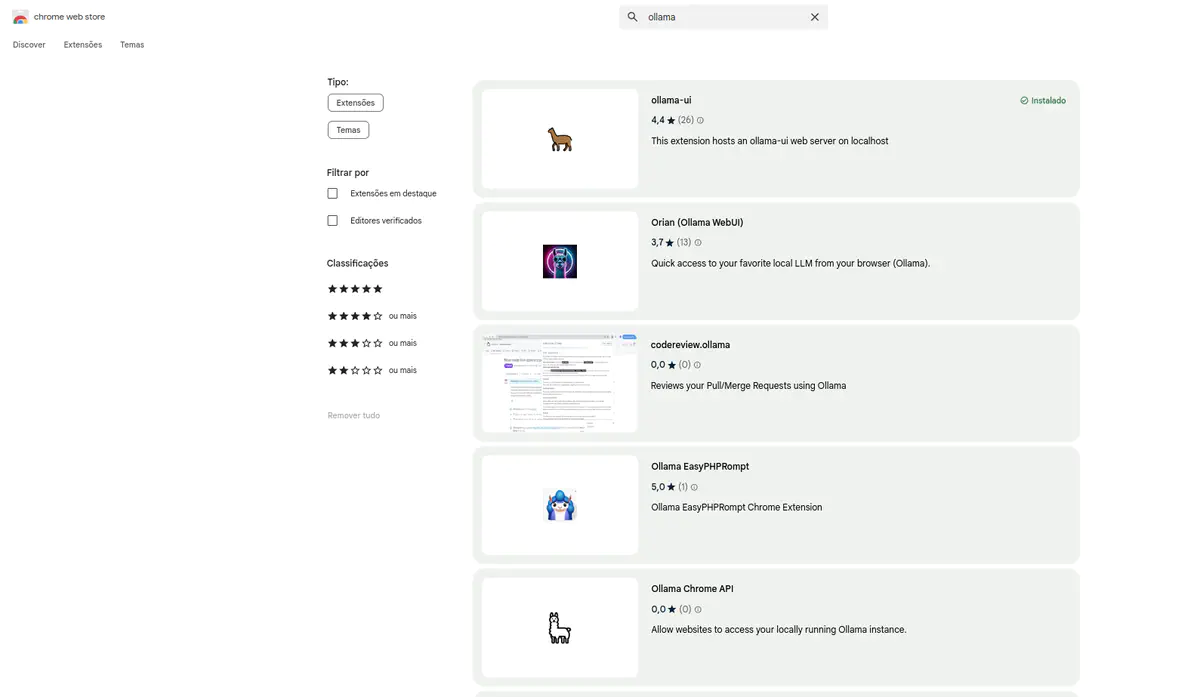 chrome web store
ollama
Discover
Extensões
Temas
Tipo:
Extensões
Temas
Filtrar por
Extensões em destaque
Editores verificados
Classificações
ou mais
ou mais
ou mais
Remover tudo
ollama-ui
Instalado
4,4 ★ (26)
This extension hosts an ollama-ui web server on localhost
Orian (Ollama WebUI)
3,7 ★ (13)
Quick access to your favorite local LLM from your browser (Ollama).
codereview.ollama
0,0 ★ (0)
Reviews your Pull/Merge Requests using Ollama
Ollama EasyPHPRompt
5,0 ★ (1)
Ollama EasyPHPRompt Chrome Extension
Ollama Chrome API
0,0 ★ (0)
Allow websites to access your locally running Ollama instance.